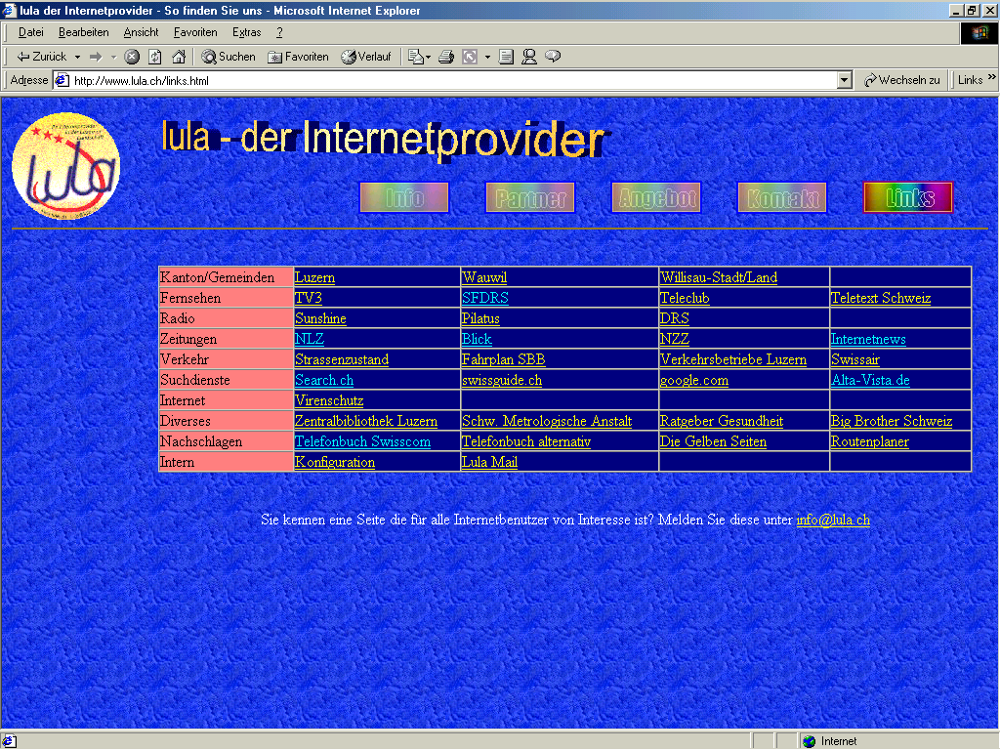 lula der Internetprovider - So finden Sie uns - Microsoft Internet Explorer
Datei Bearbeiten Ansicht Favoriten Extras ?
Zurück Suchen Favoriten Verlauf
Adresse http://www.lula.ch/links.html Wechseln zu Links »
lula
lula - der Internetprovider
Info Partner Angebot Kontakt Links
Kanton/Gemeinden Luzern Wauwil Willisau-Stadt/Land
Fernsehen TV3 SFDRS Teleclub Teletext Schweiz
Radio Sunshine Pilatus DRS
Zeitungen NLZ Blick NZZ Internetnews
Verkehr Strassenzustand Fahrplan SBB Verkehrsbetriebe Luzern Swissair
Suchdienste Search.ch swissguide.ch google.com Alta-Vista.de
Internet Virenschutz
Diverses Zentralbibliothek Luzern Schw. Metrologische Anstalt Ratgeber Gesundheit Big Brother Schweiz
Nachschlagen Telefonbuch Swisscom Telefonbuch alternativ Die Gelben Seiten Routenplaner
Intern Konfiguration Lula Mail
Sie kennen eine Seite die für alle Internetbenutzer von Interesse ist? Melden Sie diese unter info@lula.ch
Internet